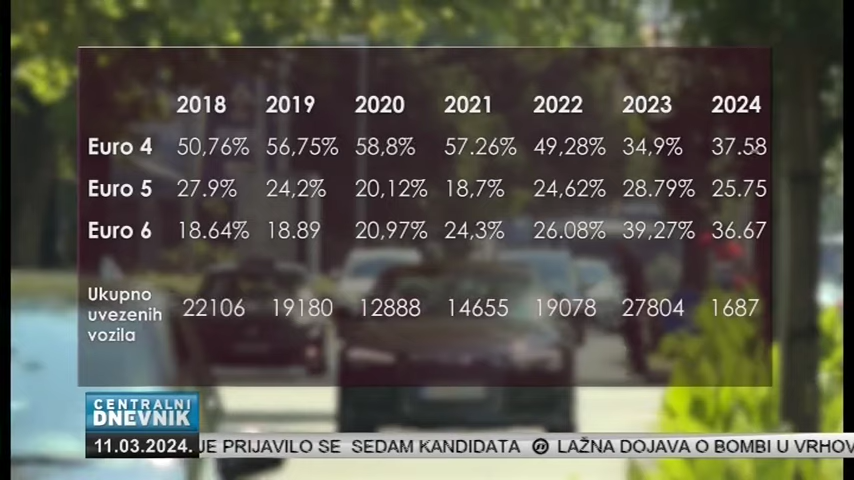 2018 2019 2020 2021 2022 2023 2024
Euro 4 50,76% 56,75% 58,8% 57.26% 49,28% 34,9% 37.58
Euro 5 27.9% 24,2% 20,12% 18,7% 24,62% 28.79% 25.75
Euro 6 18.64% 18.89 20,97% 24,3% 26.08% 39,27% 36.67
Ukupno
uvezenih
vozila
22106 19180 12888 14655 19078 27804 1687
CENTRALNI
DNEVNIK
11.03.2024. JE PRIJAVILO SE SEDAM KANDIDATA LAŽNA DOJAVA O BOMBI U VRHOV